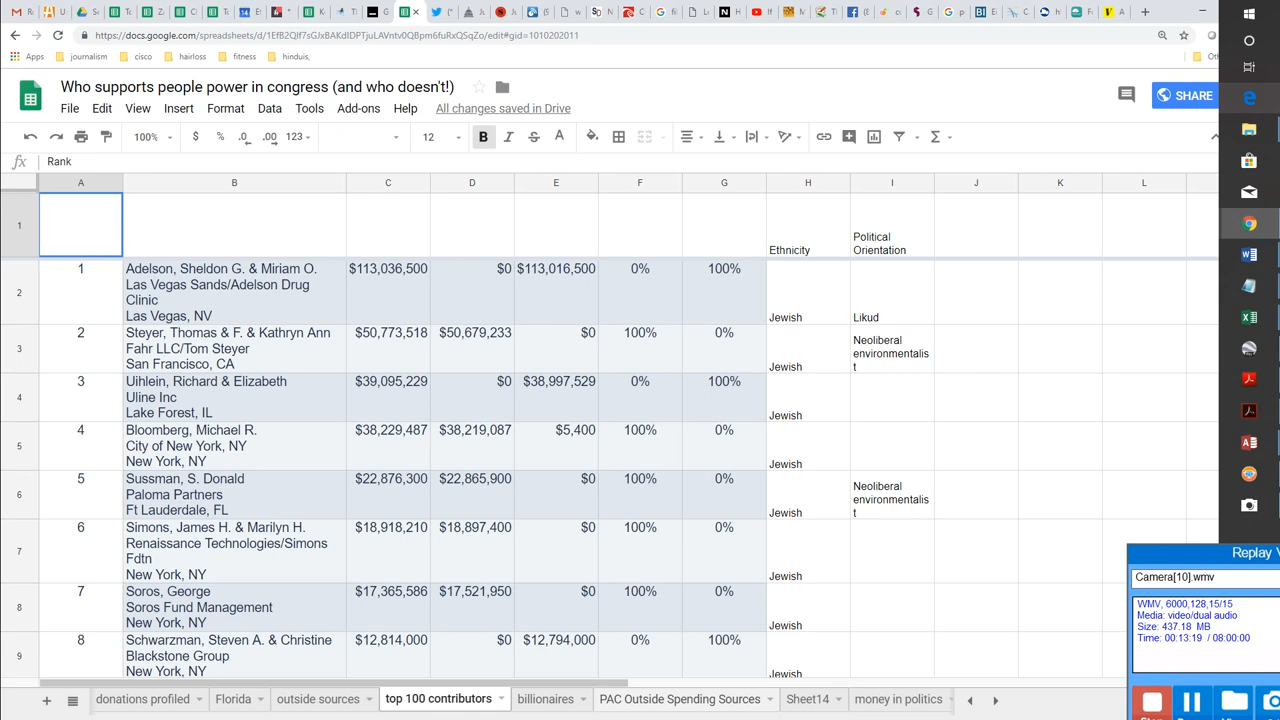 https://docs.google.com/spreadsheets/d/1EfB2QIf7sGJxBAKdIDPTjuLAVntv0QBpm6fuRxQSqZo/edit#gid=1010202011
Apps journalism cisco hairloss fitness hinduis,
Who supports people power in congress (and who doesn't!)
File Edit View Insert Format Data Tools Add-ons Help All changes saved in Drive
SHARE
100% $ % .0 .00 123 12 B I S A
fx Rank
A B C D E F G H I J K L
1 Ethnicity Political Orientation
2 1 Adelson, Sheldon G. & Miriam O. $113,036,500 $0 $113,016,500 0% 100%
Las Vegas Sands/Adelson Drug
Clinic
Las Vegas, NV Jewish Likud
3 2 Steyer, Thomas & F. & Kathryn Ann $50,773,518 $50,679,233 $0 100% 0% Neoliberal
Fahr LLC/Tom Steyer environmentalis
San Francisco, CA Jewish t
4 3 Uihlein, Richard & Elizabeth $39,095,229 $0 $38,997,529 0% 100%
Uline Inc
Lake Forest, IL Jewish
5 4 Bloomberg, Michael R. $38,229,487 $38,219,087 $5,400 100% 0%
City of New York, NY
New York, NY Jewish
6 5 Sussman, S. Donald $22,876,300 $22,865,900 $0 100% 0% Neoliberal
Paloma Partners environmentalis
Ft Lauderdale, FL Jewish t
7 6 Simons, James H. & Marilyn H. $18,918,210 $18,897,400 $0 100% 0%
Renaissance Technologies/Simons
Fdtn
New York, NY Jewish
8 7 Soros, George $17,365,586 $17,521,950 $0 100% 0%
Soros Fund Management
New York, NY Jewish
9 8 Schwarzman, Steven A. & Christine $12,814,000 $0 $12,794,000 0% 100%
Blackstone Group
New York, NY Jewish
Replay V
Camera[10].wmv
WMV, 6000,128,15/15
Media: video/dual audio
Size: 437.18 MB
Time: 00:13:19 / 08:00:00
donations profiled Florida outside sources top 100 contributors billionaires PAC Outside Spending Sources Sheet14 money in politics